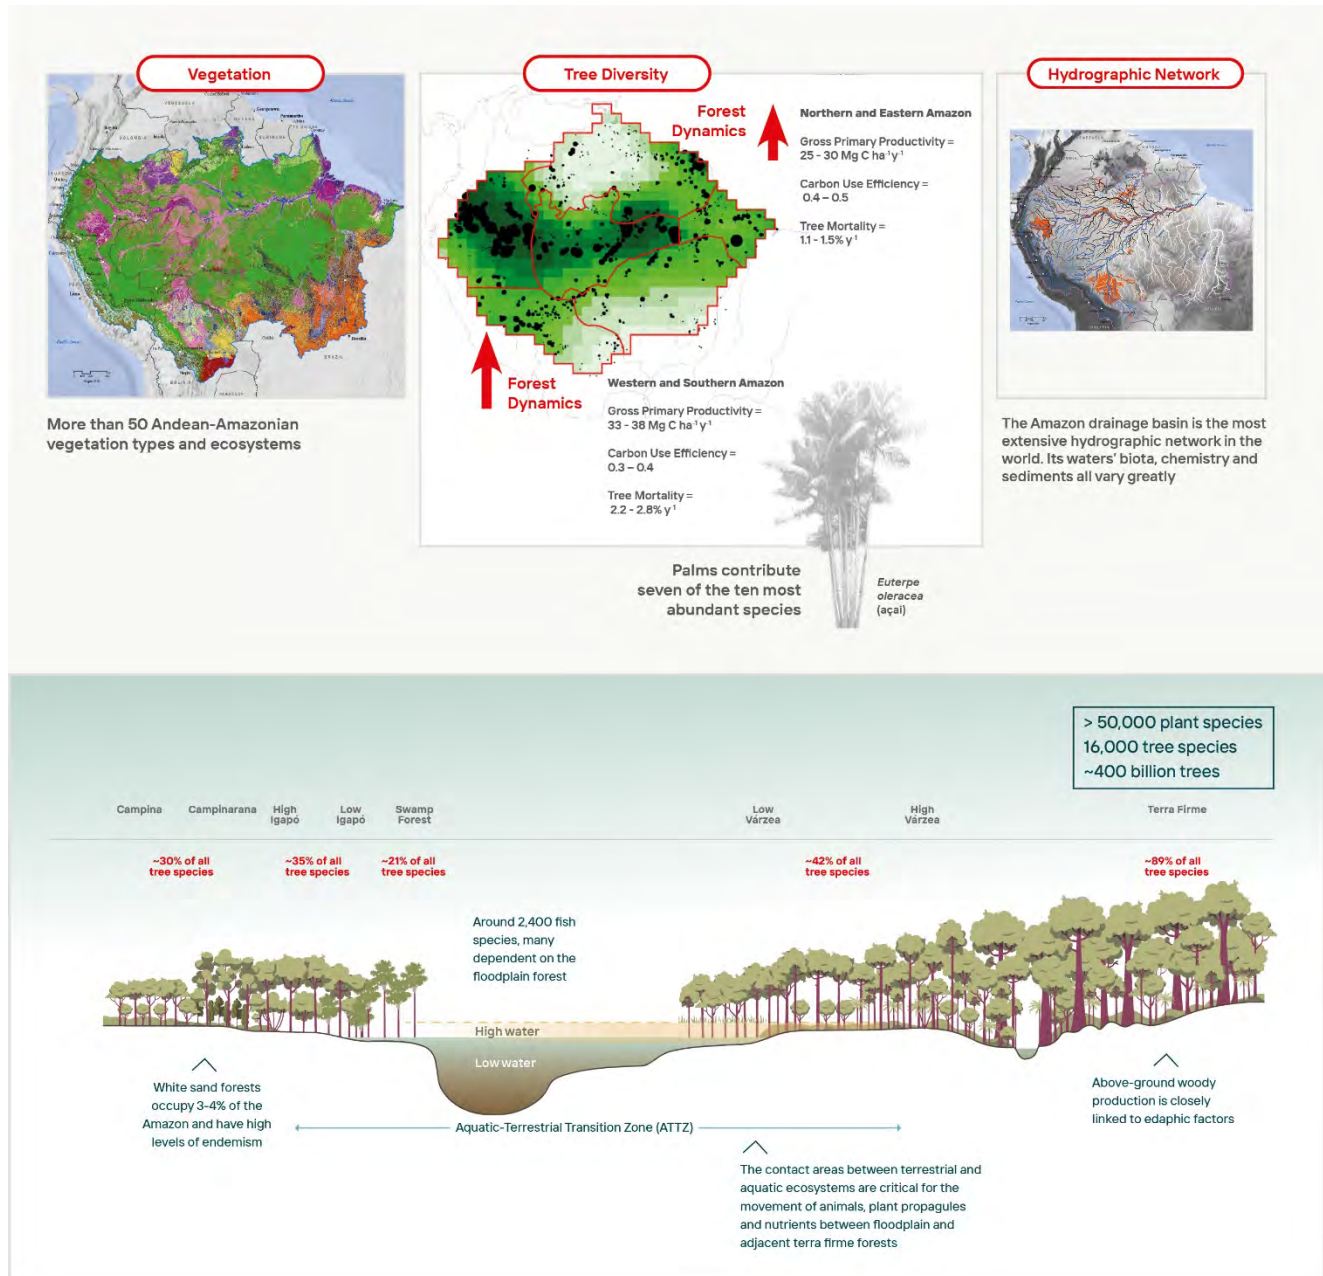 Vegetation
Tree Diversity
Hydrographic Network
More than 50 Andean-Amazonian
vegetation types and ecosystems
Forest
Dynamics
Northern and Eastern Amazon
Gross Primary Productivity =
25 - 30 Mg C ha⁻¹ y⁻¹
Carbon Use Efficiency =
0.4 – 0.5
Tree Mortality =
1.1 - 1.5% y⁻¹
Forest
Dynamics
Western and Southern Amazon
Gross Primary Productivity =
33 - 38 Mg C ha⁻¹ y⁻¹
Carbon Use Efficiency =
0.3 – 0.4
Tree Mortality =
2.2 - 2.8% y⁻¹
Palms contribute
seven of the ten most
abundant species
Euterpe
oleracea
(açaí)
The Amazon drainage basin is the most
extensive hydrographic network in the
world. Its waters’ biota, chemistry and
sediments all vary greatly
> 50,000 plant species
16,000 tree species
~400 billion trees
Campina
Campinarana
High
Igapó
Low
Igapó
Swamp
Forest
Low
Várzea
High
Várzea
Terra Firme
~30% of all
tree species
~35% of all
tree species
~21% of all
tree species
~42% of all
tree species
~89% of all
tree species
Around 2,400 fish
species, many
dependent on the
floodplain forest
High water
Low water
White sand forests
occupy 3-4% of the
Amazon and have high
levels of endemism
Aquatic-Terrestrial Transition Zone (ATTZ)
The contact areas between terrestrial and
aquatic ecosystems are critical for the
movement of animals, plant propagules
and nutrients between floodplain and
adjacent terra firme forests
Above-ground woody
production is closely
linked to edaphic factors